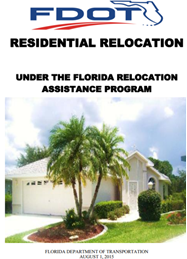 FDOT
RESIDENTIAL RELOCATION
UNDER THE FLORIDA RELOCATION
ASSISTANCE PROGRAM
FLORIDA DEPARTMENT OF TRANSPORTATION
AUGUST 1, 2015